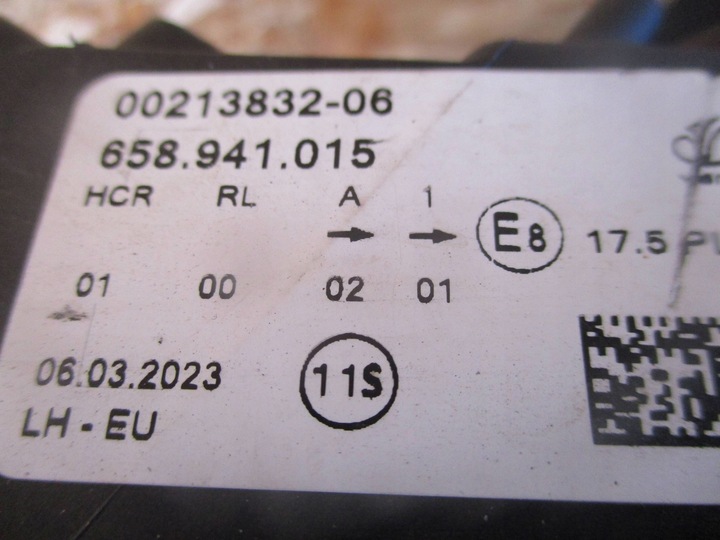 00213832-06
658.941.015
HCR RL A 1
→ → E8 17.5
01 00 02 01
06.03.2023 11S
LH - EU